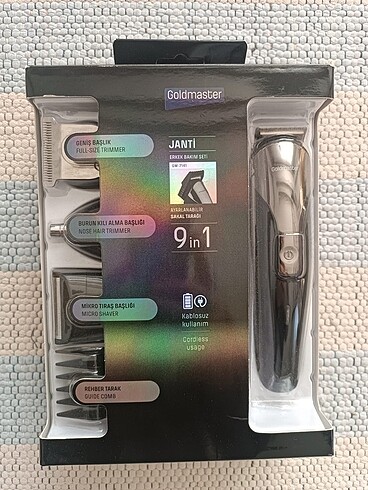 Goldmaster
GENİŞ BAŞLIK
FULL-SIZE TRIMMER
JANTİ
ERKEK BAKIM SETİ
AYARLANABİLİR
SAKAL TARAĞI
9 in 1
BURUN KILI ALMA BAŞLIĞI
NOSE HAIR TRIMMER
MİKRO TIRAŞ BAŞLIĞI
MICRO SHAVER
Kablosuz
kullanım
Cordless
usage
REHBER TARAK
GUIDE COMB
Goldmaster